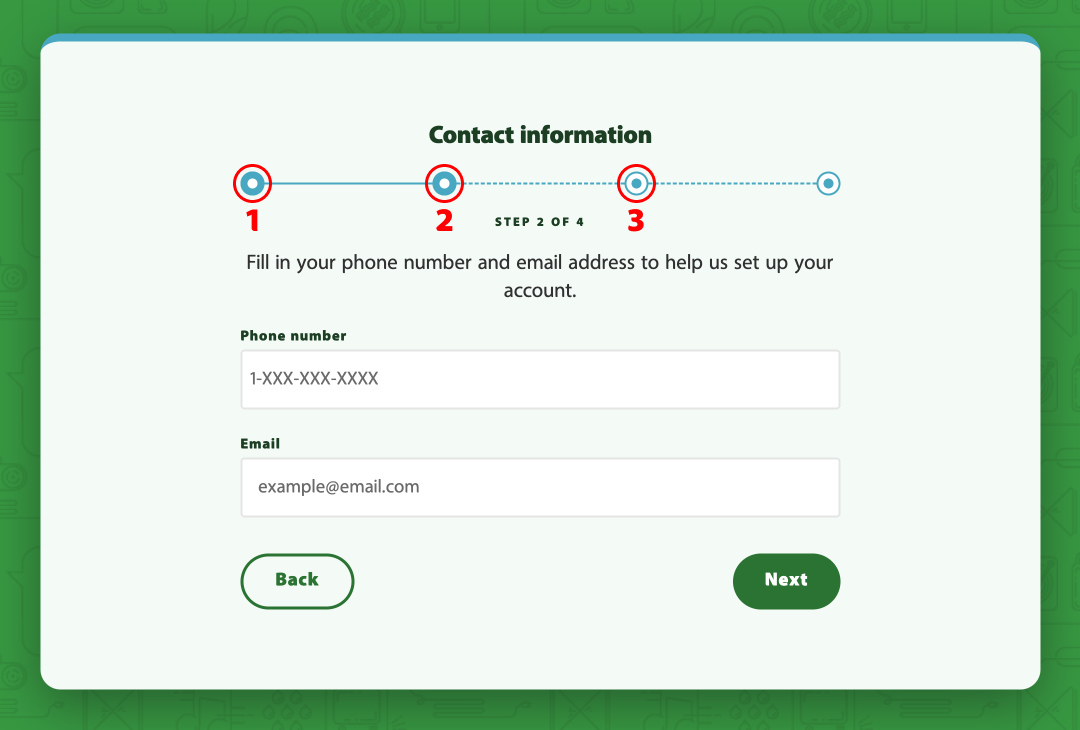 Contact information
1
2
STEP 2 OF 4
3
Fill in your phone number and email address to help us set up your
account.
Phone number
1-XXX-XXX-XXXX
Email
example@email.com
Back
Next